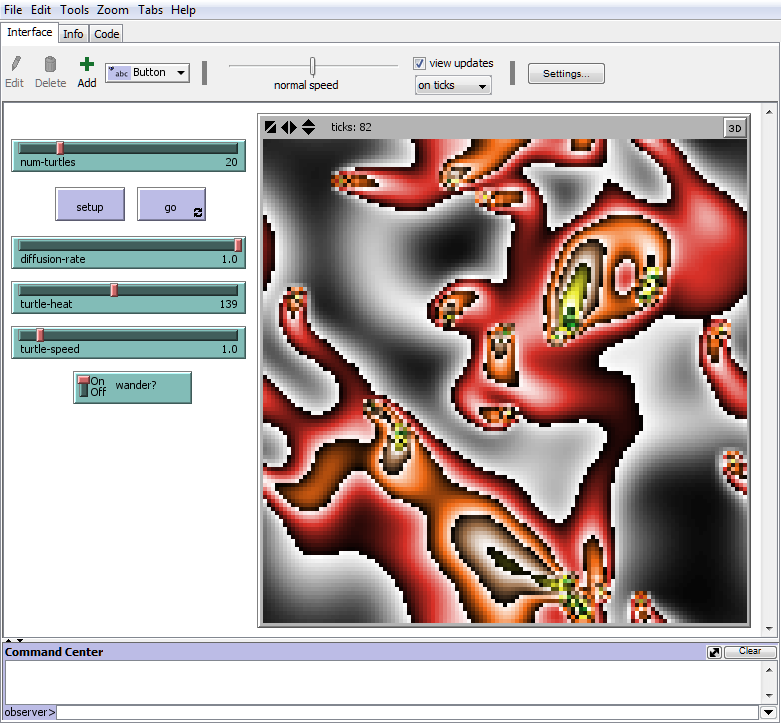 File Edit Tools Zoom Tabs Help
Interface Info Code
Edit Delete Add abc Button normal speed view updates on ticks Settings...
ticks: 82 3D
num-turtles 20
setup go
diffusion-rate 1.0
turtle-heat 139
turtle-speed 1.0
On
Off wander?
Command Center Clear
observer>